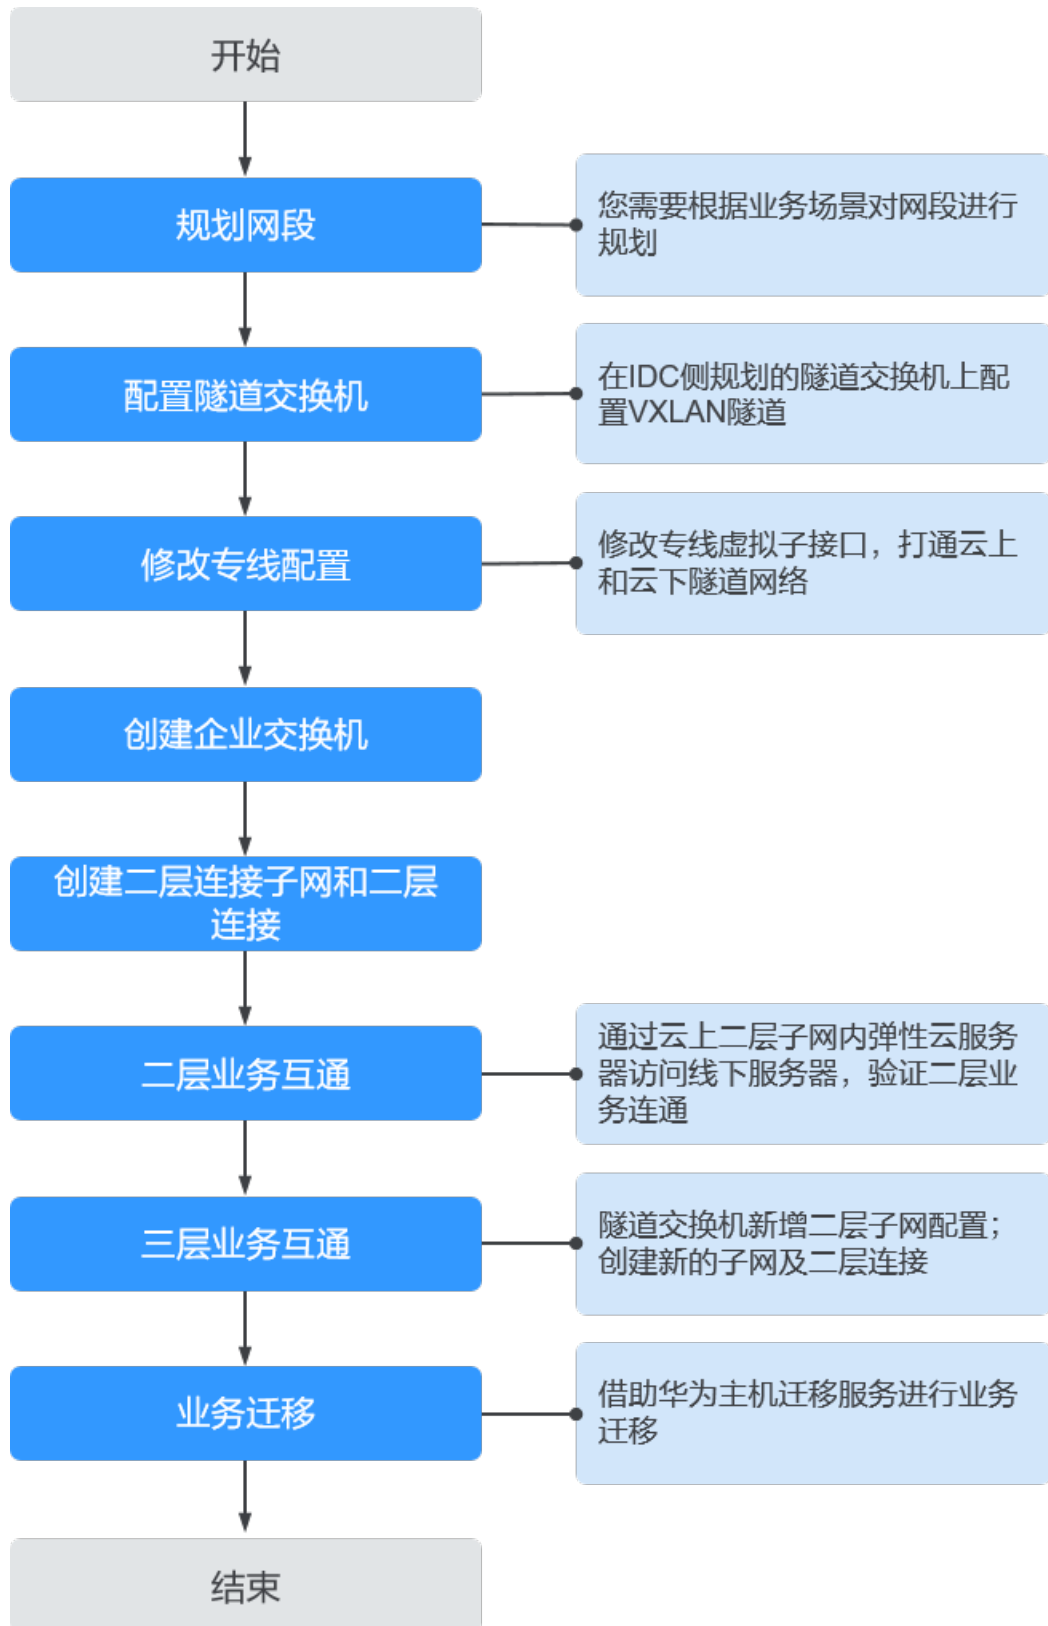 开始
规划网段
您需要根据业务场景对网段进行
规划
配置隧道交换机
在IDC侧规划的隧道交换机上配
置VXLAN隧道
修改专线配置
修改专线虚拟子接口，打通云上
和云下隧道网络
创建企业交换机
创建二层连接子网和二层
连接
二层业务互通
通过云上二层子网内弹性云服务
器访问线下服务器，验证二层业
务连通
三层业务互通
隧道交换机新增二层子网配置；
创建新的子网及二层连接
业务迁移
借助华为主机迁移服务进行业务
迁移
结束